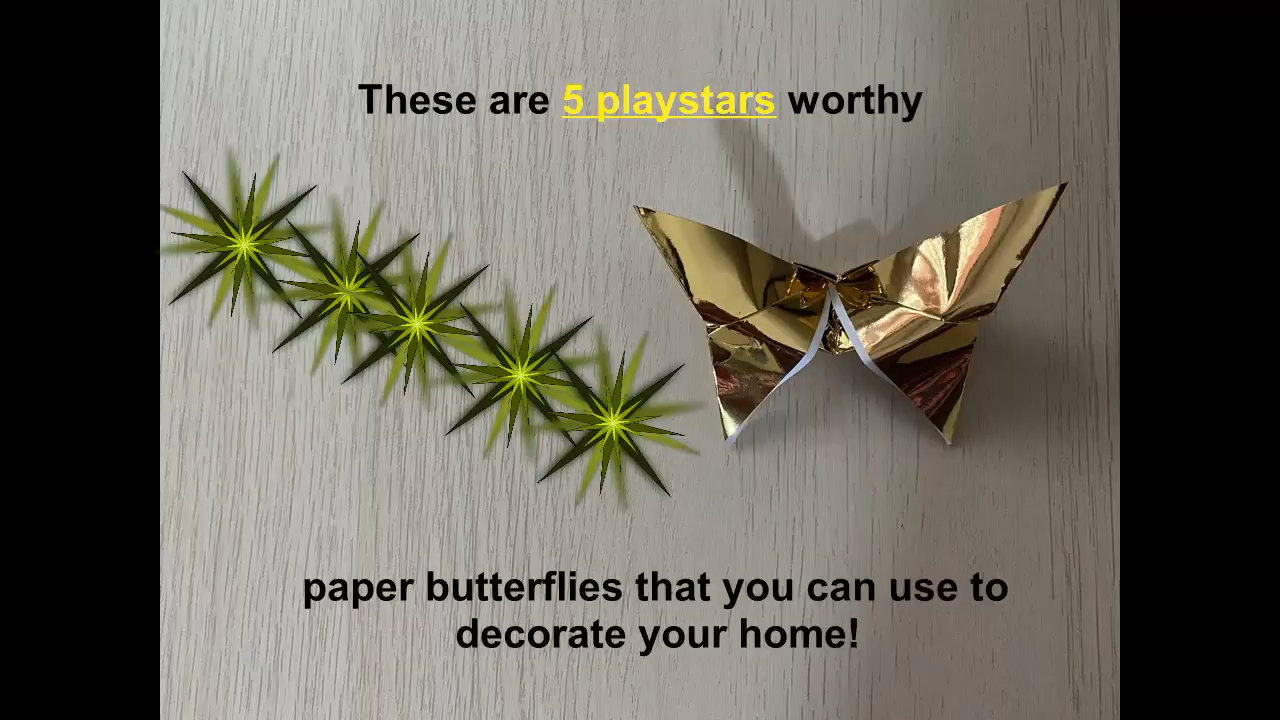 These are 5 playstars worthy
paper butterflies that you can use to
decorate your home!